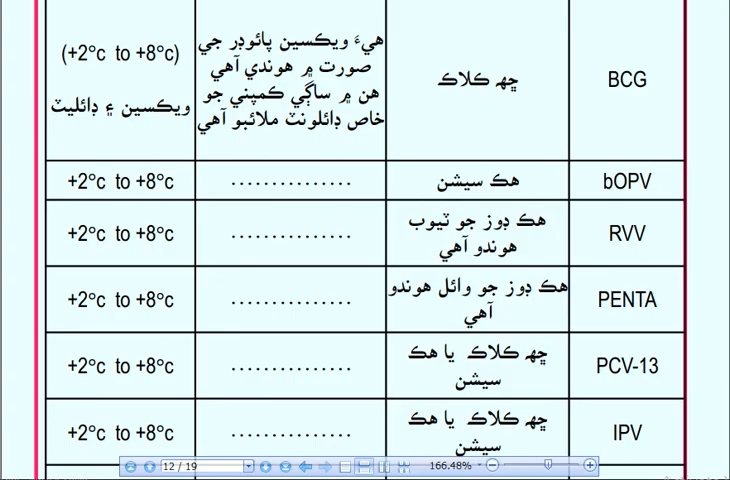 BCG
ڇهه ڪلاڪ
هيءَ ويڪسين پائوڊر جي
صورت ۾ هوندي آهي
هن ۾ ساڳي ڪمپني جو
خاص ڊائلونٽ ملائبو آهي
(+2°c to +8°c)
ويڪسين ۽ ڊائليٽ
bOPV
هڪ سيشن
...............
+2°c to +8°c
RVV
هڪ ڊوز جو ٽيوب
هوندو آهي
...............
+2°c to +8°c
PENTA
هڪ ڊوز جو وائل هوندو
آهي
...............
+2°c to +8°c
PCV-13
ڇهه ڪلاڪ يا هڪ
سيشن
...............
+2°c to +8°c
IPV
ڇهه ڪلاڪ يا هڪ
سيشن
...............
+2°c to +8°c
12 / 19
166.48%